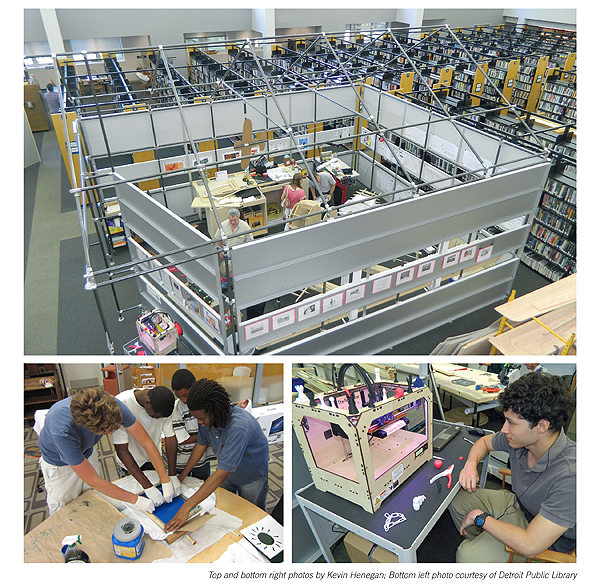 Top and bottom right photos by Kevin Henegan; Bottom left photo courtesy of Detroit Public Library